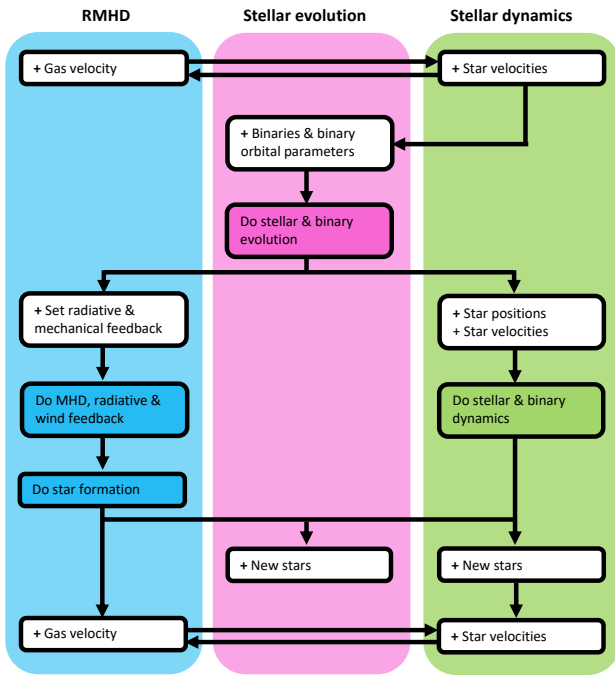 RMHD
Stellar evolution
Stellar dynamics
+ Gas velocity
+ Star velocities
+ Binaries & binary
orbital parameters
Do stellar & binary
evolution
+ Set radiative &
mechanical feedback
+ Star positions
+ Star velocities
Do MHD, radiative &
wind feedback
Do stellar & binary
dynamics
Do star formation
+ New stars
+ New stars
+ Gas velocity
+ Star velocities